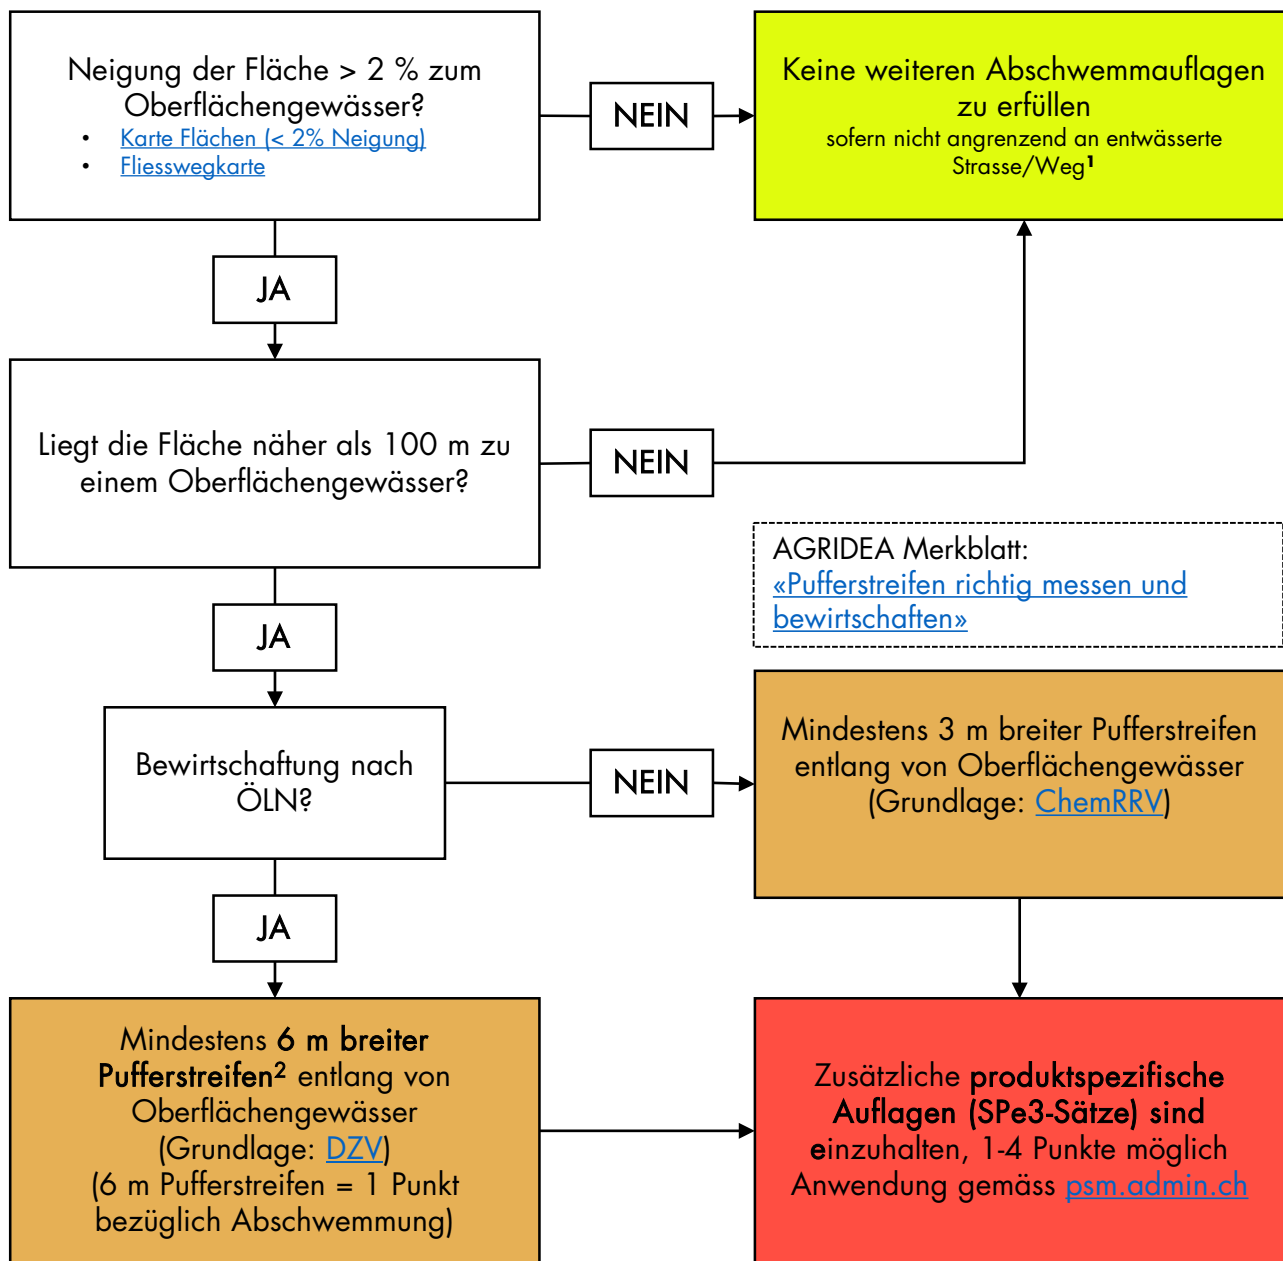 Neigung der Fläche > 2 % zum
Oberflächengewässer?
• Karte Flächen (< 2% Neigung)
• Fliesswegkarte
NEIN
Keine weiteren Abschwemmauflagen
zu erfüllen
sofern nicht angrenzend an entwässerte
Strasse/Weg¹
JA
Liegt die Fläche näher als 100 m zu
einem Oberflächengewässer?
NEIN
AGRIDEA Merkblatt:
«Pufferstreifen richtig messen und
bewirtschaften»
JA
Bewirtschaftung nach
ÖLN?
NEIN
Mindestens 3 m breiter Pufferstreifen
entlang von Oberflächengewässer
(Grundlage: ChemRRV)
JA
Mindestens 6 m breiter
Pufferstreifen² entlang von
Oberflächengewässer
(Grundlage: DZV)
(6 m Pufferstreifen = 1 Punkt
bezüglich Abschwemmung)
Zusätzliche produktspezifische
Auflagen (SPe3-Sätze) sind
einzuhalten, 1-4 Punkte möglich
Anwendung gemäss psm.admin.ch